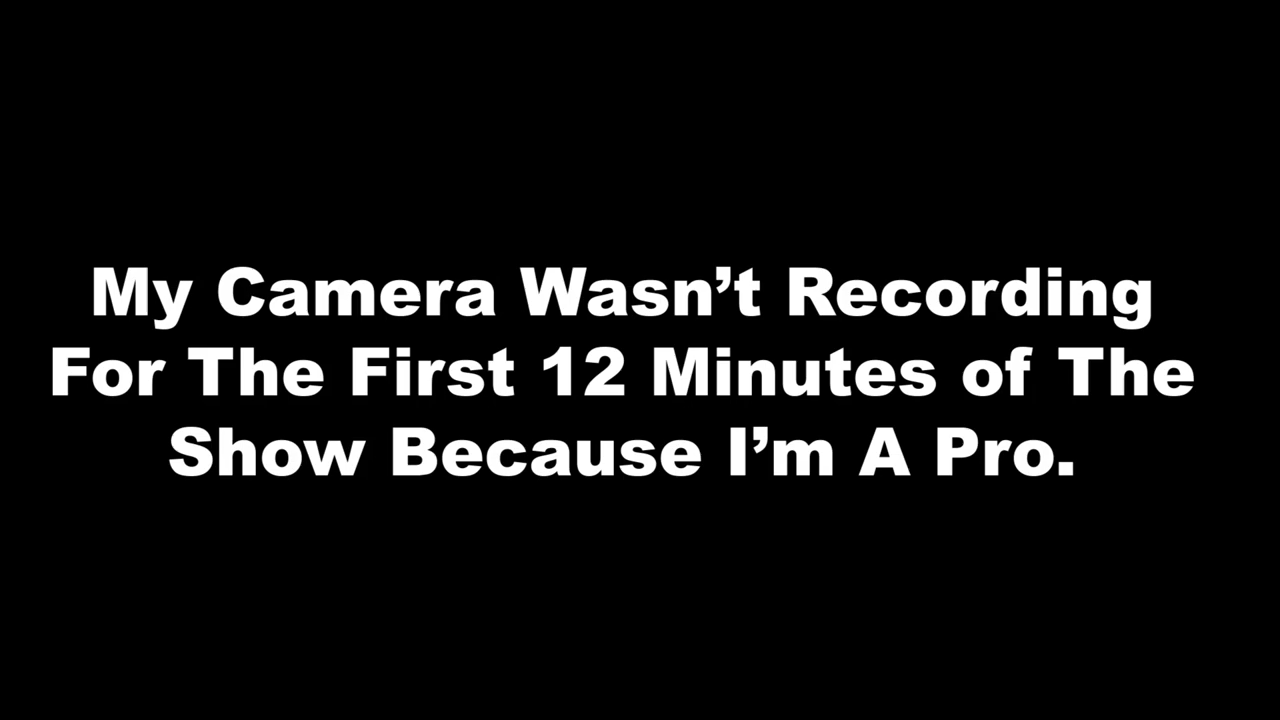 My Camera Wasn’t Recording
For The First 12 Minutes of The
Show Because I’m A Pro.